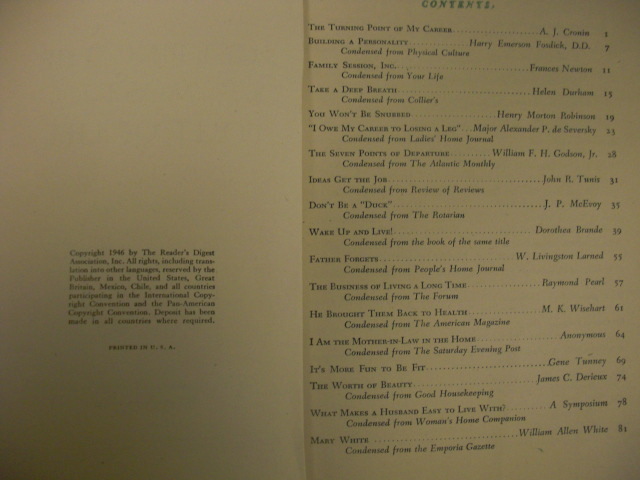 Copyright 1946 by The Reader's Digest
Association, Inc. All rights, including trans-
lation into other languages, reserved by the
Publisher in the United States, Great
Britain, Mexico, Chile, and all countries
participating in the International Copy-
right Convention and the Pan-American
Copyright Convention. Deposit has been
made in all countries where required.
PRINTED IN U. S. A.
CONTENTS.
The Turning Point of My Career A. J. Cronin 1
Building a Personality Harry Emerson Fosdick, D.D. 7
Condensed from Physical Culture
Family Session, Inc. Frances Newton 11
Condensed from Your Life
Take a Deep Breath Helen Durham 15
Condensed from Collier's
You Won't Be Snubbed Henry Morton Robinson 19
"I Owe My Career to Losing a Leg" Major Alexander P. de Seversky 23
Condensed from Ladies' Home Journal
The Seven Points of Departure William F. H. Godson, Jr. 28
Condensed from The Atlantic Monthly
Ideas Get the Job John R. Tunis 31
Condensed from Review of Reviews
Don't Be a "Duck" J. P. McEvoy 35
Condensed from The Rotarian
Wake Up and Live! Dorothea Brande 39
Condensed from the book of the same title
Father Forgets W. Livingston Larned 55
Condensed from People's Home Journal
The Business of Living a Long Time Raymond Pearl 57
Condensed from The Forum
He Brought Them Back to Health M. K. Wisehart 61
Condensed from The American Magazine
I Am the Mother-in-Law in the Home Anonymous 64
Condensed from The Saturday Evening Post
It's More Fun to Be Fit Gene Tunney 69
The Worth of Beauty James C. Derieux 74
Condensed from Good Housekeeping
What Makes a Husband Easy to Live With? A Symposium 78
Condensed from Woman's Home Companion
Mary White William Allen White 81
Condensed from the Emporia Gazette